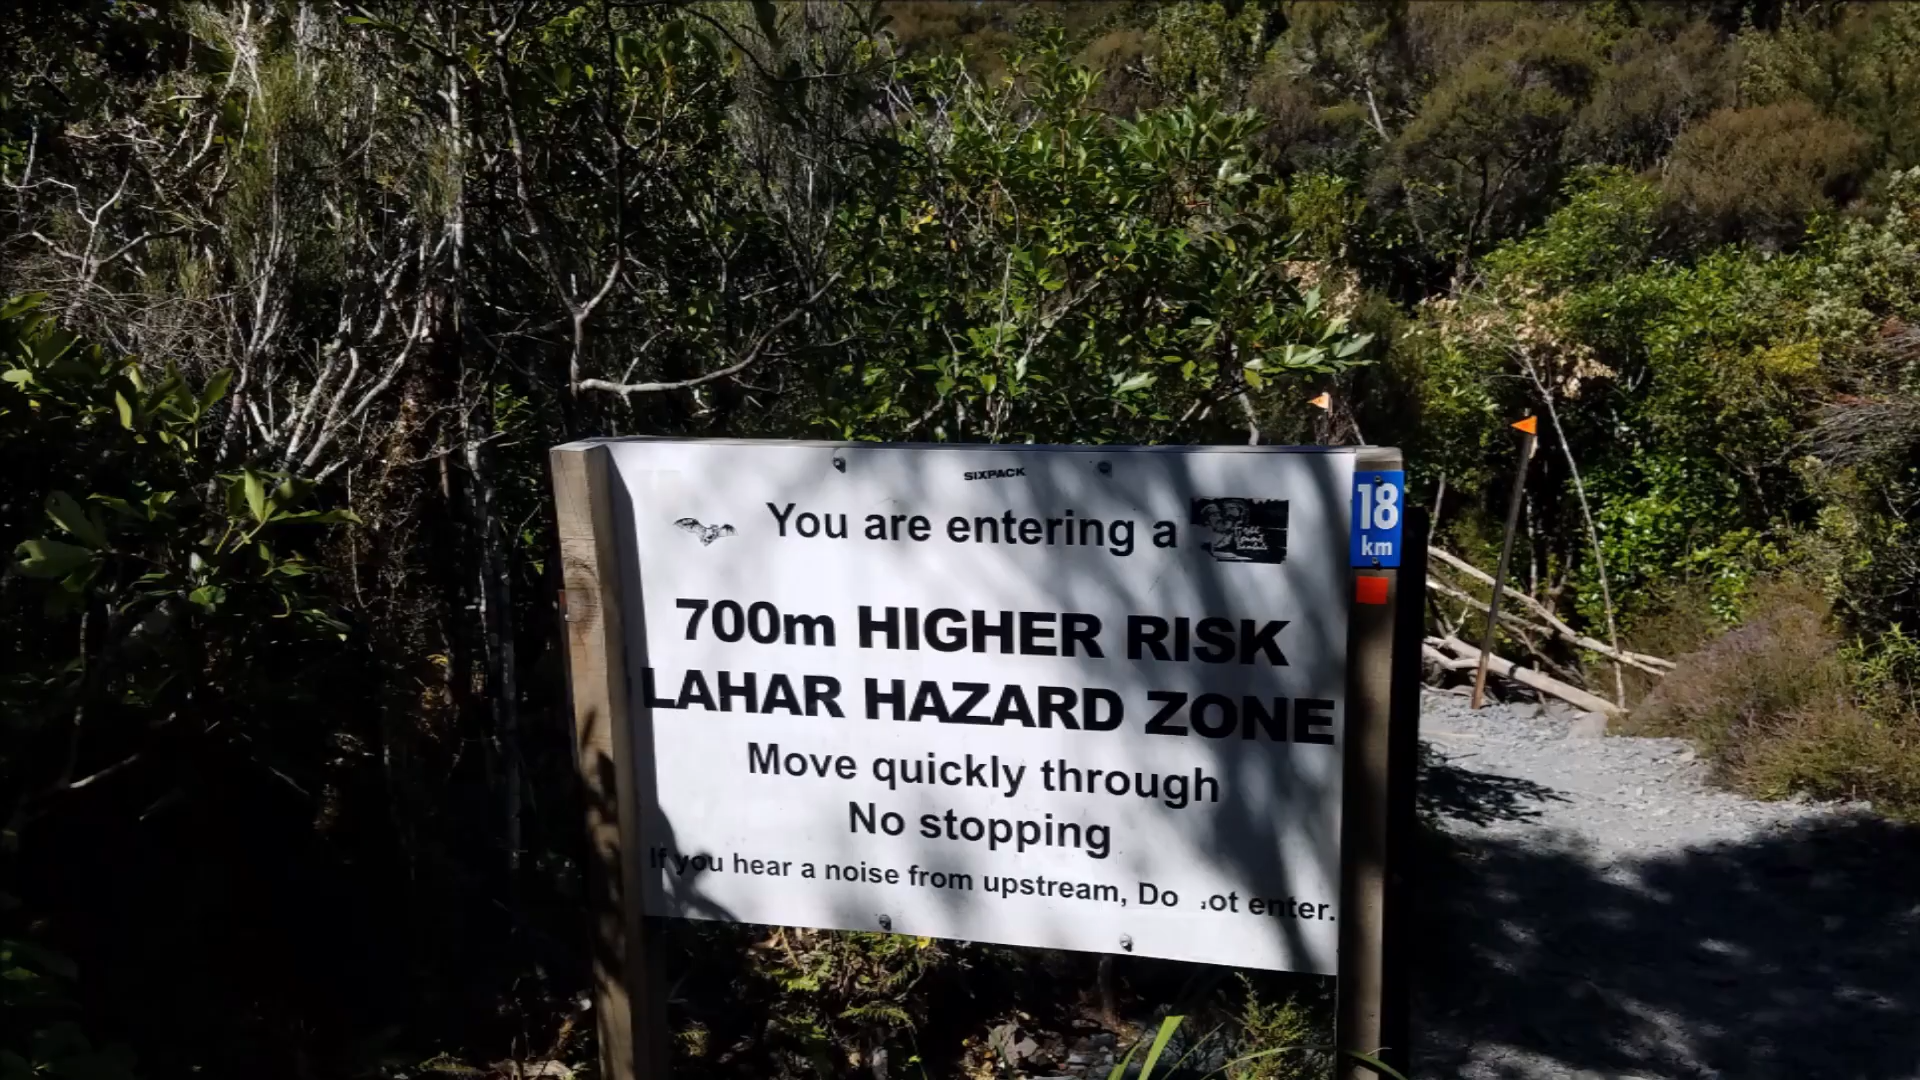 SIXPACK
You are entering a
18
km
700m HIGHER RISK
LAHAR HAZARD ZONE
Move quickly through
No stopping
If you hear a noise from upstream, Do ot enter.